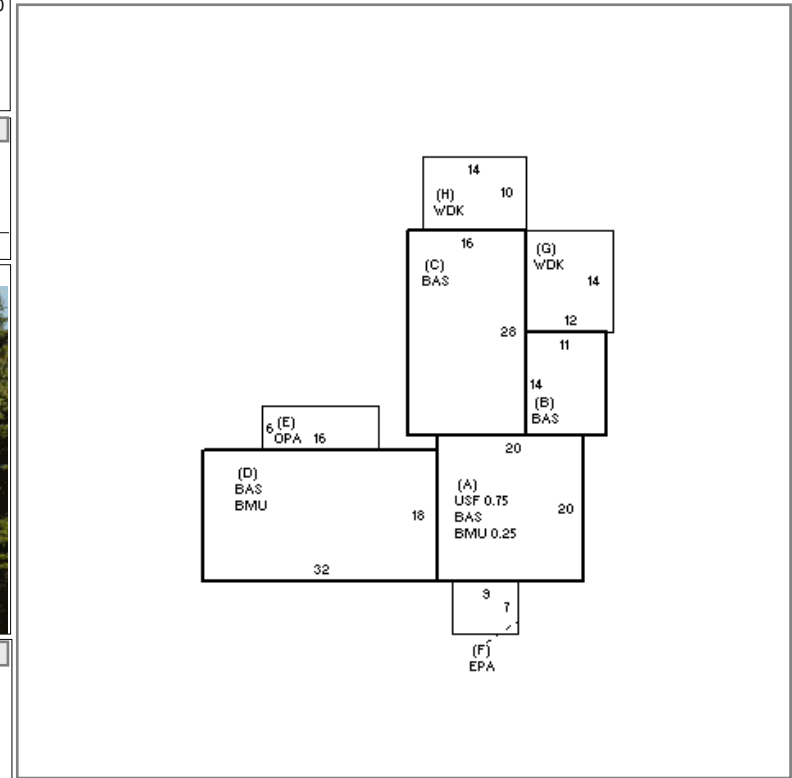 14
(H) 10
WDK
16
(C)
BAS
28
(G)
WDK
14
12
11
14
(B)
BAS
6 (E)
OPA 16
(D)
BAS
BMU
18
32
20
(A)
USF 0.75
BAS
BMU 0.25
20
9
7
(F)
EPA